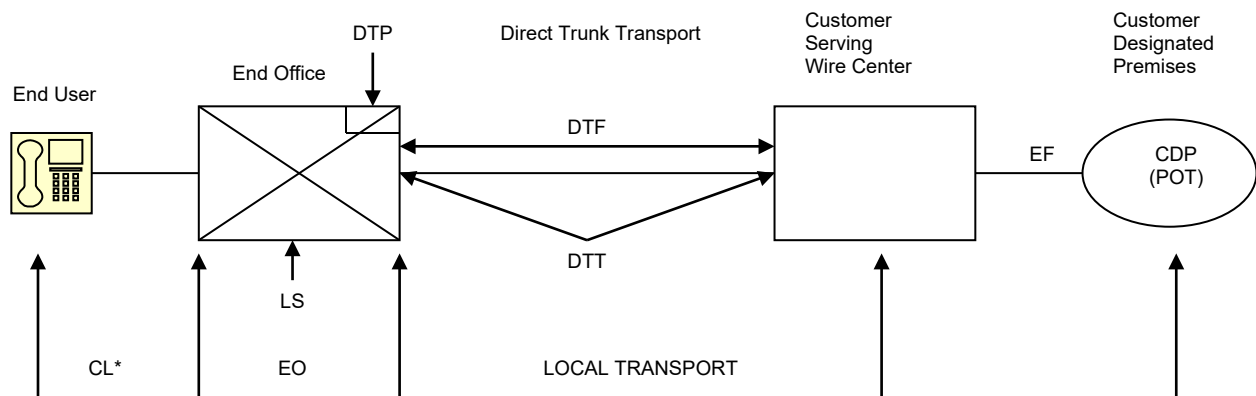 DTP
Direct Trunk Transport
Customer
Serving
Wire Center
Customer
Designated
Premises
End Office
End User
DTF
EF
CDP
(POT)
DTT
LS
CL*
EO
LOCAL TRANSPORT